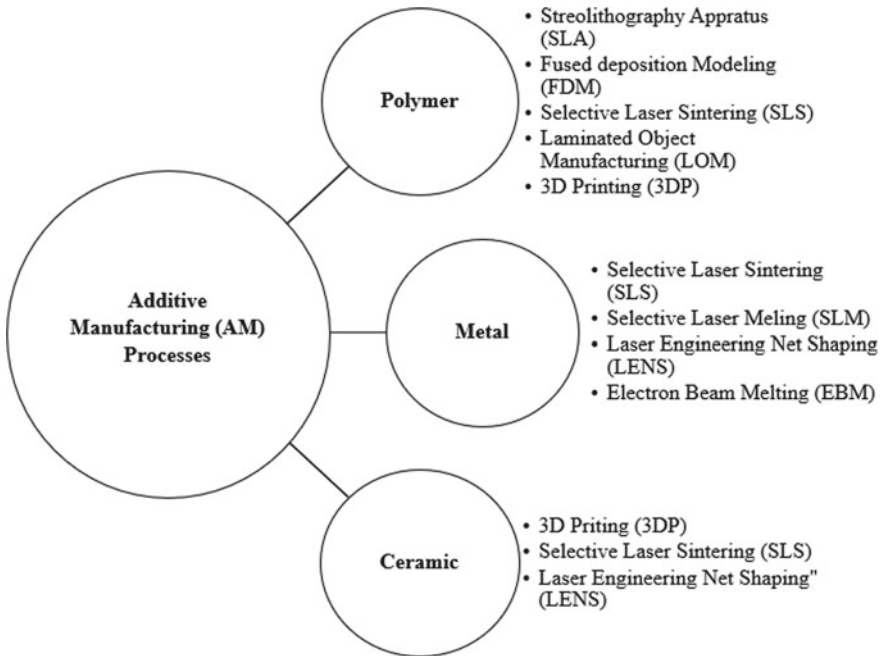 • Streolithography Appratus
(SLA)
• Fused deposition Modeling
(FDM)
• Selective Laser Sintering (SLS)
• Laminated Object
Manufacturing (LOM)
• 3D Printing (3DP)
Polymer
Additive
Manufacturing (AM)
Processes
Metal
• Selective Laser Sintering
(SLS)
• Selective Laser Meling (SLM)
• Laser Engineering Net Shaping
(LENS)
• Electron Beam Melting (EBM)
Ceramic
• 3D Priting (3DP)
• Selective Laser Sintering (SLS)
• Laser Engineering Net Shaping"
(LENS)